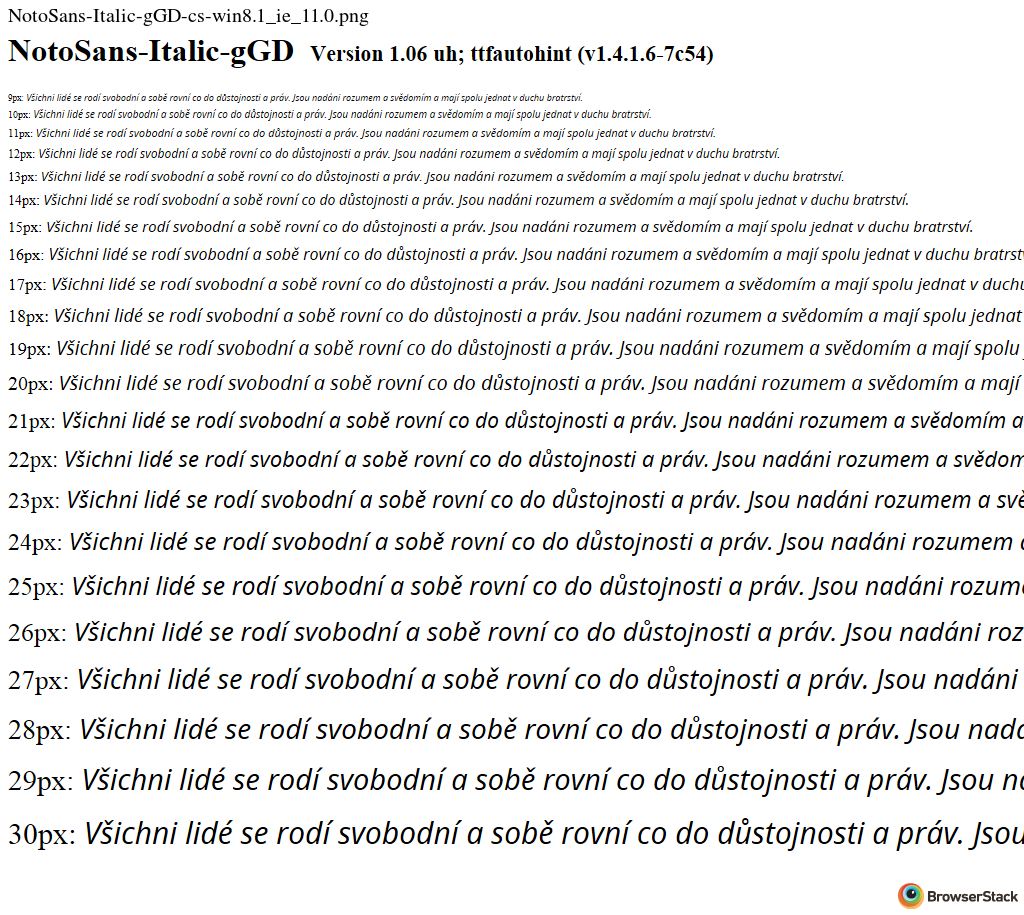 NotoSans-Italic-gGD-cs-win8.1_ie_11.0.png
NotoSans-Italic-gGD Version 1.06 uh; ttfautohint (v1.4.1.6-7c54)
9px: Všichni lidé se rodí svobodní a sobě rovní co do důstojnosti a práv. Jsou nadáni rozumem a svědomím a mají spolu jednat v duchu bratrství.
10px: Všichni lidé se rodí svobodní a sobě rovní co do důstojnosti a práv. Jsou nadáni rozumem a svědomím a mají spolu jednat v duchu bratrství.
11px: Všichni lidé se rodí svobodní a sobě rovní co do důstojnosti a práv. Jsou nadáni rozumem a svědomím a mají spolu jednat v duchu bratrství.
12px: Všichni lidé se rodí svobodní a sobě rovní co do důstojnosti a práv. Jsou nadáni rozumem a svědomím a mají spolu jednat v duchu bratrství.
13px: Všichni lidé se rodí svobodní a sobě rovní co do důstojnosti a práv. Jsou nadáni rozumem a svědomím a mají spolu jednat v duchu bratrství.
14px: Všichni lidé se rodí svobodní a sobě rovní co do důstojnosti a práv. Jsou nadáni rozumem a svědomím a mají spolu jednat v duchu bratrství.
15px: Všichni lidé se rodí svobodní a sobě rovní co do důstojnosti a práv. Jsou nadáni rozumem a svědomím a mají spolu jednat v duchu bratrství.
16px: Všichni lidé se rodí svobodní a sobě rovní co do důstojnosti a práv. Jsou nadáni rozumem a svědomím a mají spolu jednat v duchu bratrst
17px: Všichni lidé se rodí svobodní a sobě rovní co do důstojnosti a práv. Jsou nadáni rozumem a svědomím a mají spolu jednat v duchu
18px: Všichni lidé se rodí svobodní a sobě rovní co do důstojnosti a práv. Jsou nadáni rozumem a svědomím a mají spolu jednat
19px: Všichni lidé se rodí svobodní a sobě rovní co do důstojnosti a práv. Jsou nadáni rozumem a svědomím a mají spolu
20px: Všichni lidé se rodí svobodní a sobě rovní co do důstojnosti a práv. Jsou nadáni rozumem a svědomím a mají
21px: Všichni lidé se rodí svobodní a sobě rovní co do důstojnosti a práv. Jsou nadáni rozumem a svědomím a
22px: Všichni lidé se rodí svobodní a sobě rovní co do důstojnosti a práv. Jsou nadáni rozumem a svědom
23px: Všichni lidé se rodí svobodní a sobě rovní co do důstojnosti a práv. Jsou nadáni rozumem a svě
24px: Všichni lidé se rodí svobodní a sobě rovní co do důstojnosti a práv. Jsou nadáni rozumem a
25px: Všichni lidé se rodí svobodní a sobě rovní co do důstojnosti a práv. Jsou nadáni rozume
26px: Všichni lidé se rodí svobodní a sobě rovní co do důstojnosti a práv. Jsou nadáni roz
27px: Všichni lidé se rodí svobodní a sobě rovní co do důstojnosti a práv. Jsou nadáni
28px: Všichni lidé se rodí svobodní a sobě rovní co do důstojnosti a práv. Jsou nadá
29px: Všichni lidé se rodí svobodní a sobě rovní co do důstojnosti a práv. Jsou na
30px: Všichni lidé se rodí svobodní a sobě rovní co do důstojnosti a práv. Jsou
BrowserStack